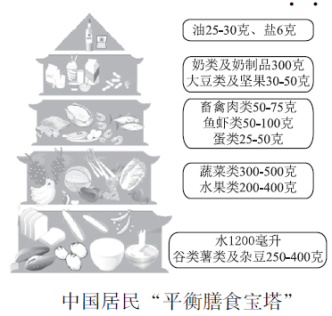 油25-30克、盐6克
奶类及奶制品300克
大豆类及坚果30-50克
畜禽肉类50-75克
鱼虾类50-100克
蛋类25-50克
蔬菜类300-500克
水果类200-400克
水1200毫升
谷类薯类及杂豆250-400克
中国居民“平衡膳食宝塔”